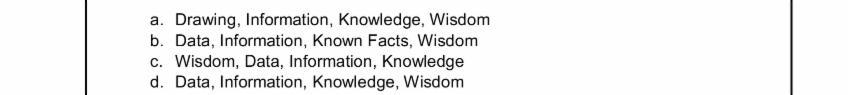 a. Drawing, Information, Knowledge, Wisdom
b. Data, Information, Known Facts, Wisdom
c. Wisdom, Data, Information, Knowledge
d. Data, Information, Knowledge, Wisdom